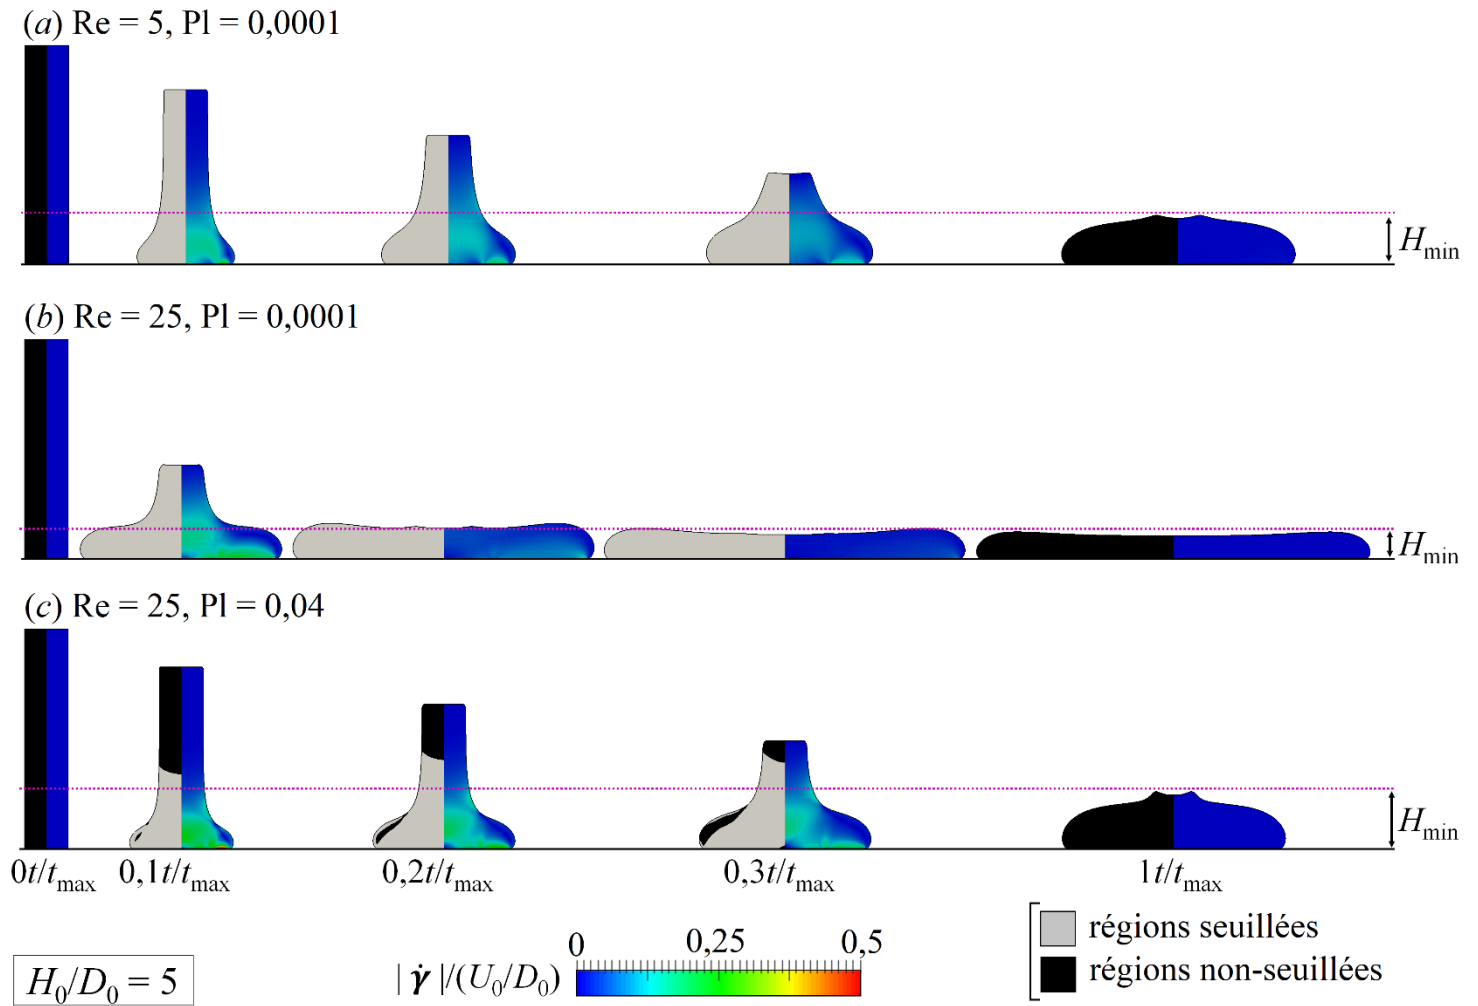 (a) Re = 5, Pl = 0,0001
H_min
(b) Re = 25, Pl = 0,0001
H_min
(c) Re = 25, Pl = 0,04
H_min
0t/t_max 0,1t/t_max 0,2t/t_max 0,3t/t_max 1t/t_max
régions seuillées
régions non-seuillées
0 0,25 0,5
H_0/D_0 = 5
| γ̇ |/(U_0/D_0)